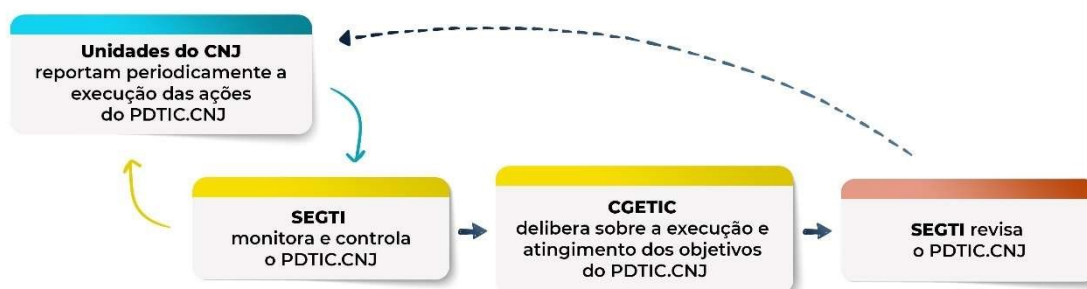 Unidades do CNJ
reportam periodicamente a
execução das ações
do PDTIC.CNJ
SEGTI
monitora e controla
o PDTIC.CNJ
CGETIC
delibera sobre a execução e
atingimento dos objetivos
do PDTIC.CNJ
SEGTI revisa
o PDTIC.CNJ